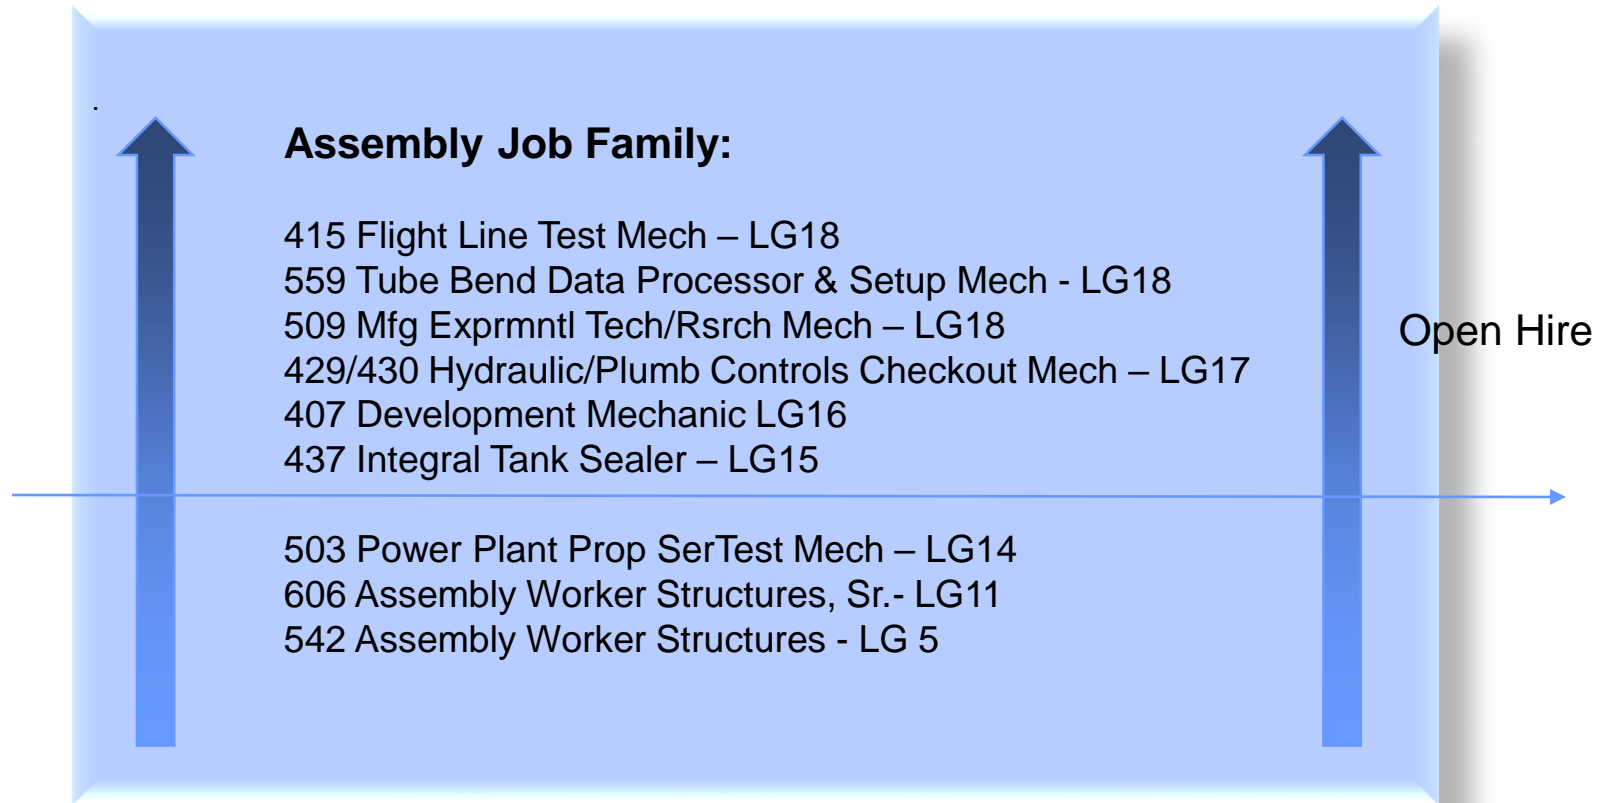 .
Assembly Job Family:
415 Flight Line Test Mech – LG18
559 Tube Bend Data Processor & Setup Mech - LG18
509 Mfg Exprmntl Tech/Rsrch Mech – LG18
Open Hire
429/430 Hydraulic/Plumb Controls Checkout Mech – LG17
407 Development Mechanic LG16
437 Integral Tank Sealer – LG15
503 Power Plant Prop SerTest Mech – LG14
606 Assembly Worker Structures, Sr.- LG11
542 Assembly Worker Structures - LG 5